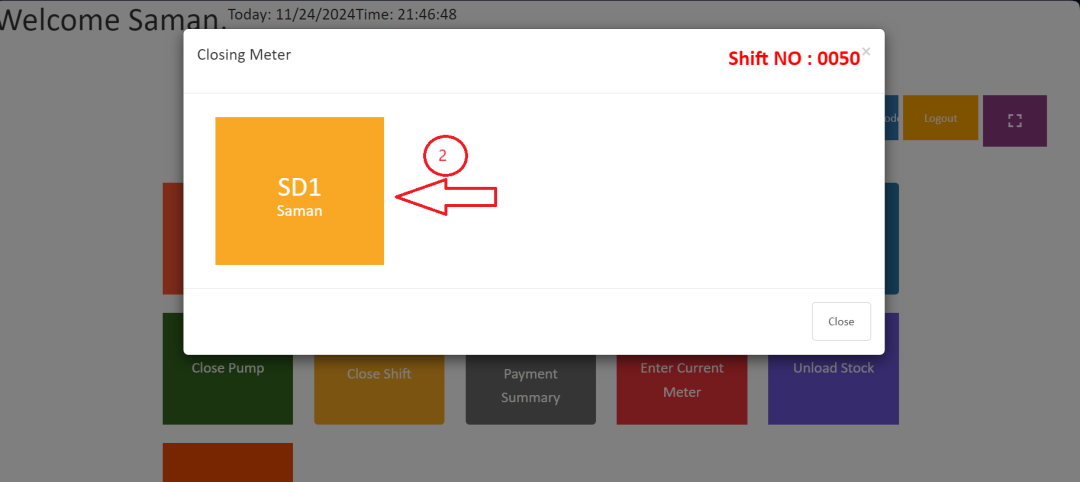 Welcome Saman.
Today: 11/24/2024Time: 21:46:48
Closing Meter
Shift NO : 0050
×
Logout
SD1
Saman
2
Close
Close Pump
Close Shift
Payment
Summary
Enter Current
Meter
Unload Stock